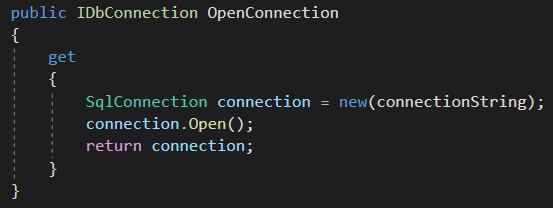 public IDbConnection OpenConnection
{
get
{
SqlConnection connection = new(connectionString);
connection.Open();
return connection;
}
}